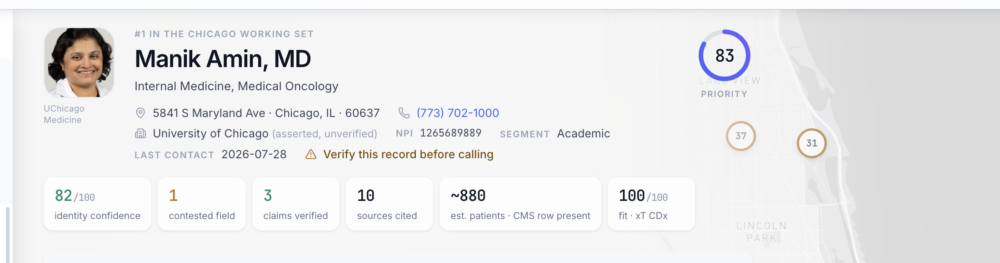 #1 IN THE CHICAGO WORKING SET
Manik Amin, MD
Internal Medicine, Medical Oncology
UChicago
Medicine
5841 S Maryland Ave · Chicago, IL · 60637 (773) 702-1000
University of Chicago (asserted, unverified) NPI 1265689889 SEGMENT Academic
LAST CONTACT 2026-07-28 Verify this record before calling
83
LAKE VIEW
PRIORITY
37
31
82/100
identity confidence
1
contested field
3
claims verified
10
sources cited
~880
est. patients · CMS row present
100/100
fit · xT CDx
LINCOLN
PARK